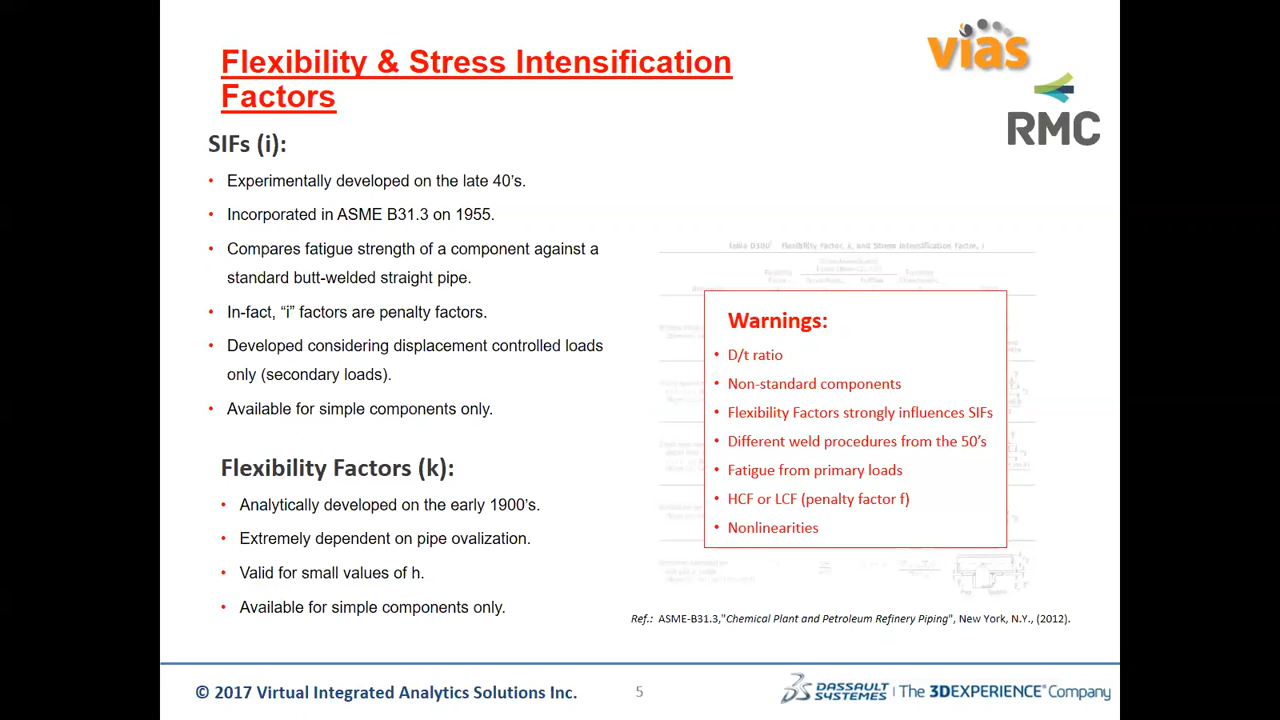 Flexibility & Stress Intensification
Factors
vias
RMC
SIFs (i):
• Experimentally developed on the late 40’s.
• Incorporated in ASME B31.3 on 1955.
• Compares fatigue strength of a component against a
standard butt-welded straight pipe.
• In-fact, “i” factors are penalty factors.
• Developed considering displacement controlled loads
only (secondary loads).
• Available for simple components only.
Flexibility Factors (k):
• Analytically developed on the early 1900’s.
• Extremely dependent on pipe ovalization.
• Valid for small values of h.
• Available for simple components only.
Flexibility Factor, k, and Stress Intensification Factor, i
Warnings:
• D/t ratio
• Non-standard components
• Flexibility Factors strongly influences SIFs
• Different weld procedures from the 50’s
• Fatigue from primary loads
• HCF or LCF (penalty factor f)
• Nonlinearities
Ref.: ASME-B31.3,"Chemical Plant and Petroleum Refinery Piping", New York, N.Y., (2012).
© 2017 Virtual Integrated Analytics Solutions Inc.
5
DASSAULT
SYSTEMES | The 3DEXPERIENCE® Company